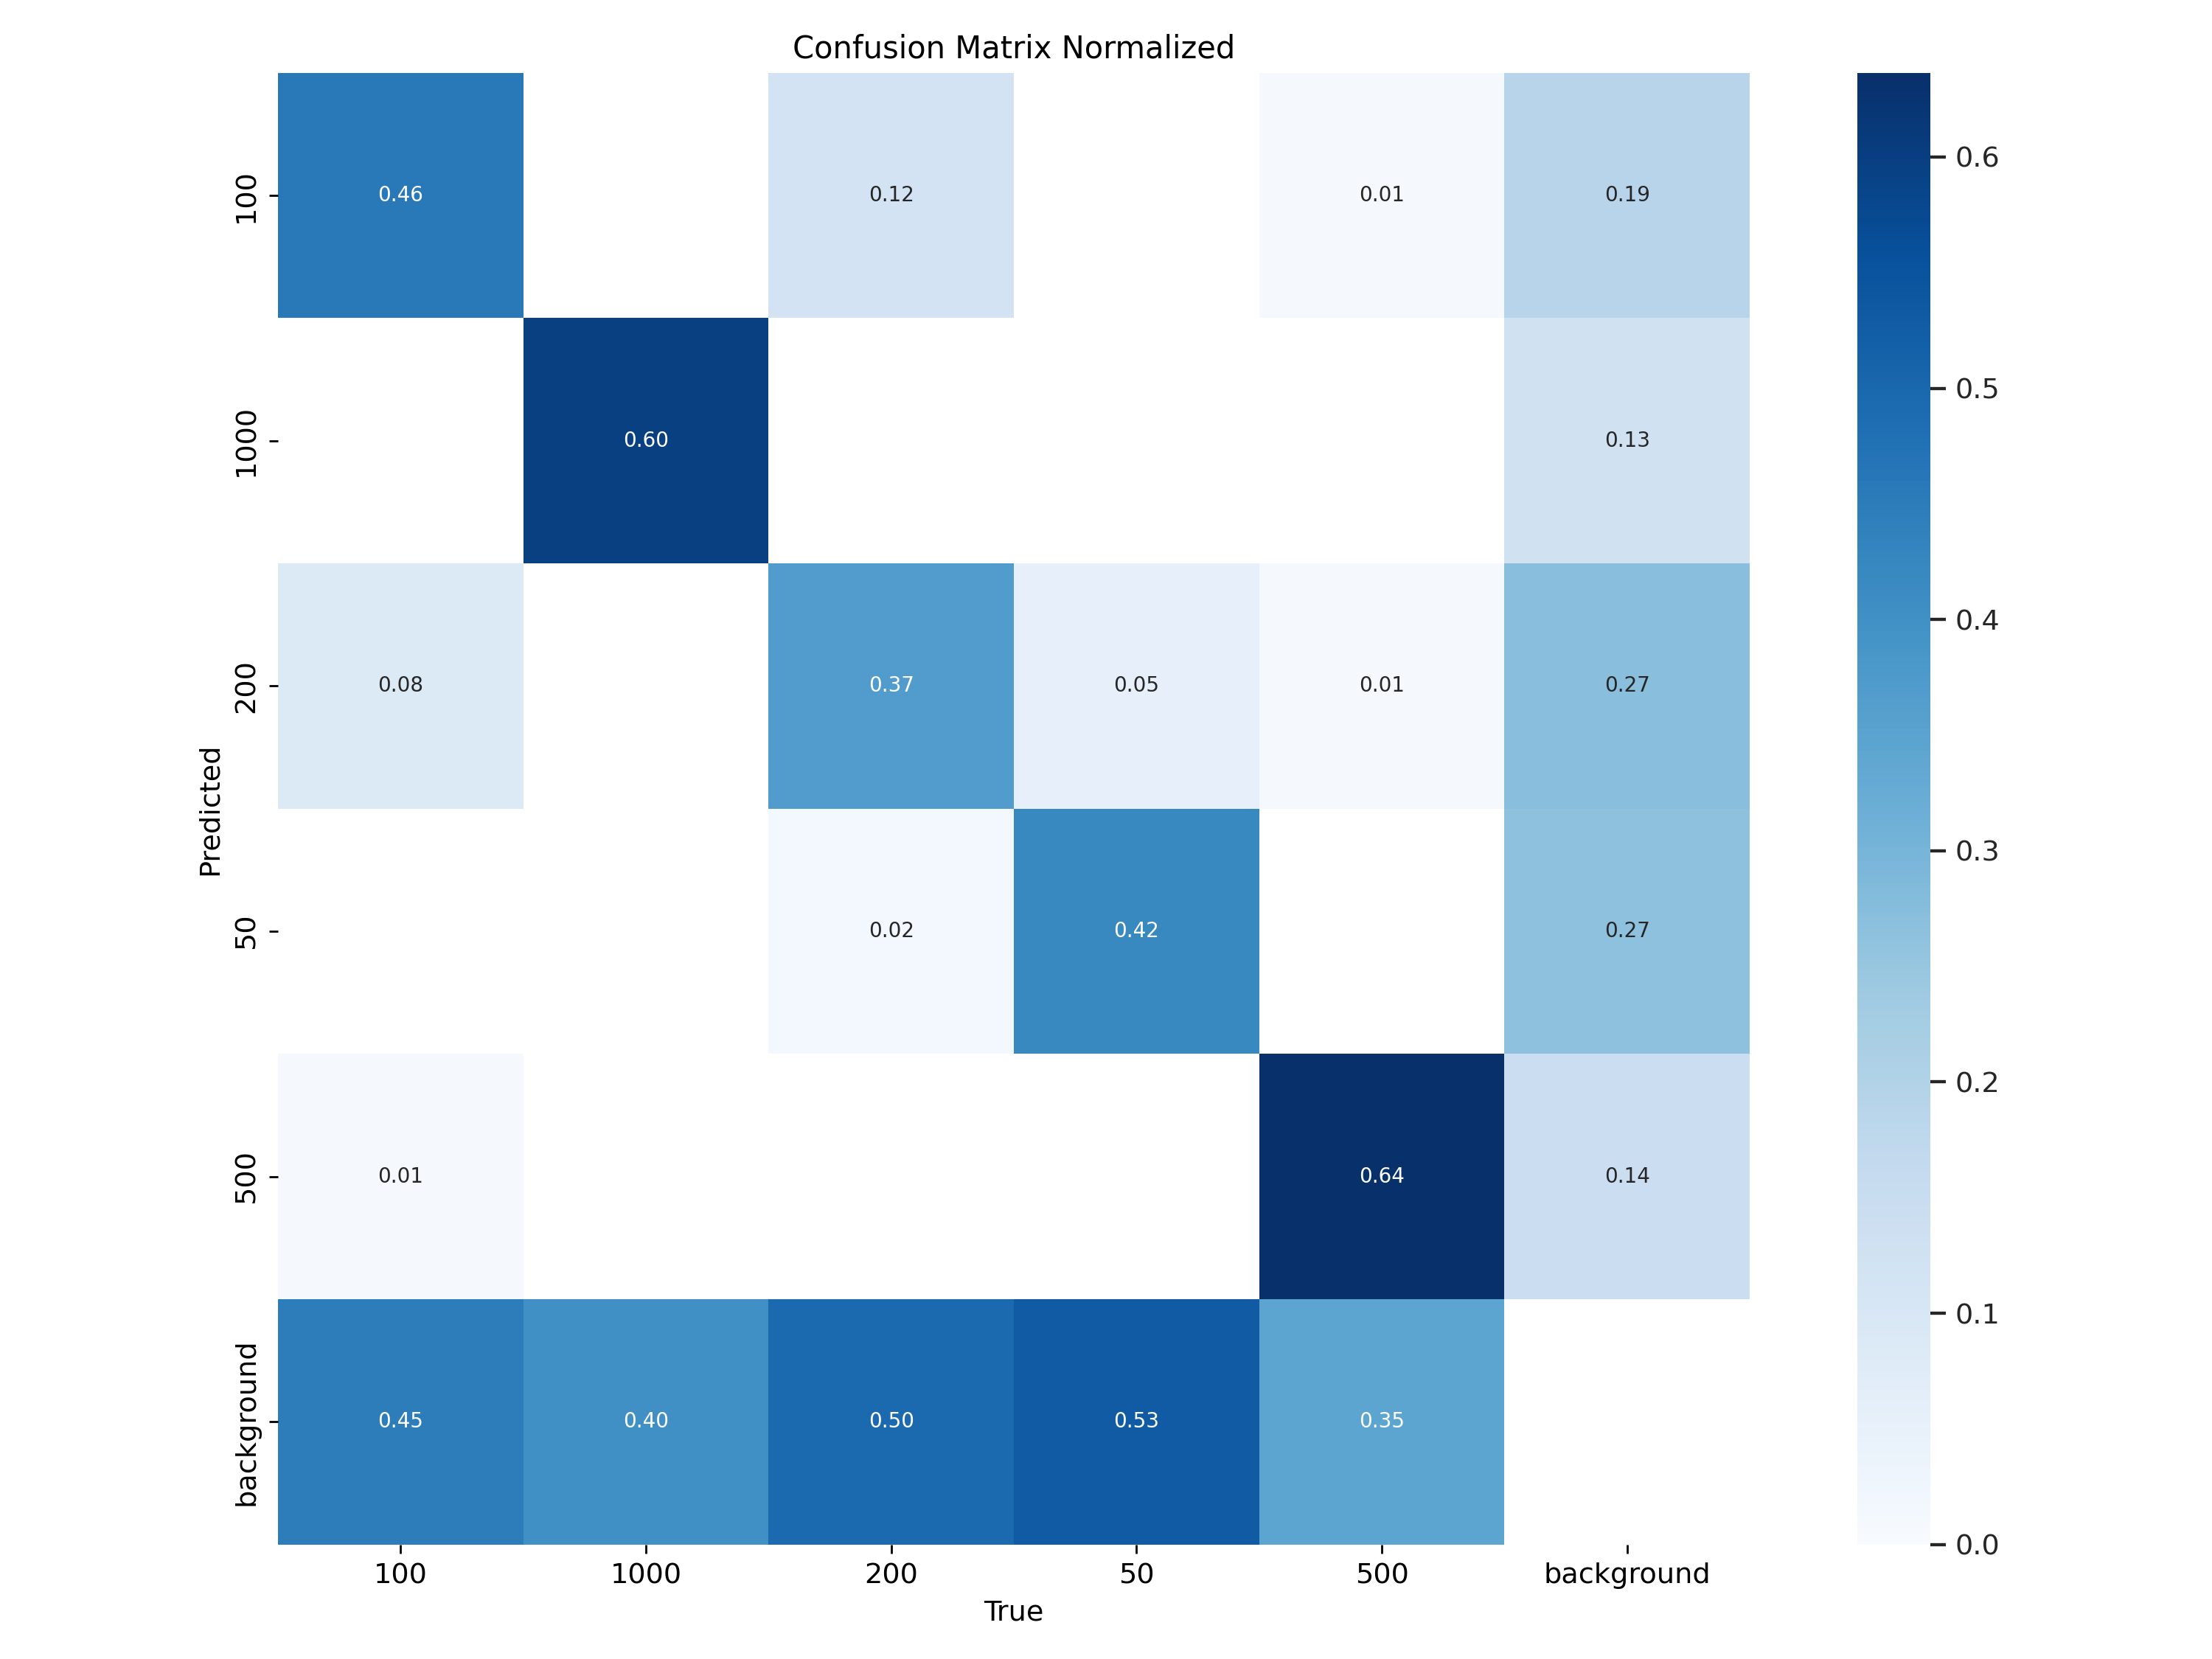 Confusion Matrix Normalized
100 0.46 0.12 0.01 0.19
1000 0.60 0.13
200 0.08 0.37 0.05 0.01 0.27
50 0.02 0.42 0.27
500 0.01 0.64 0.14
background 0.45 0.40 0.50 0.53 0.35
100 1000 200 50 500 background
True
Predicted
0.6
0.5
0.4
0.3
0.2
0.1
0.0